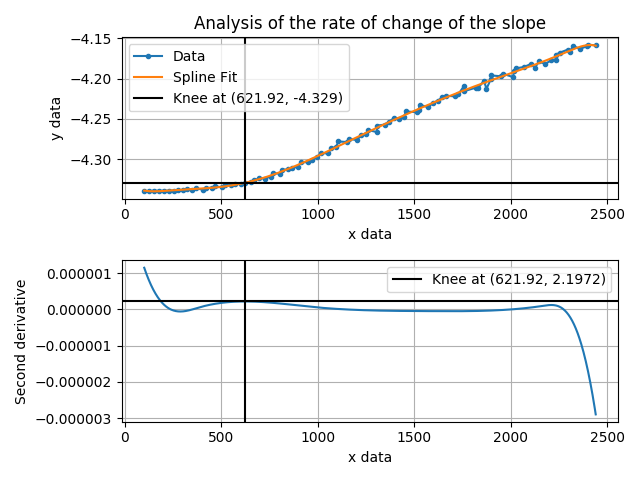 Analysis of the rate of change of the slope
−4.15
−4.20
−4.25
−4.30
y data
Data
Spline Fit
Knee at (621.92, -4.329)
0 500 1000 1500 2000 2500
x data
0.000001
0.000000
−0.000001
−0.000002
−0.000003
Second derivative
Knee at (621.92, 2.1972)
0 500 1000 1500 2000 2500
x data